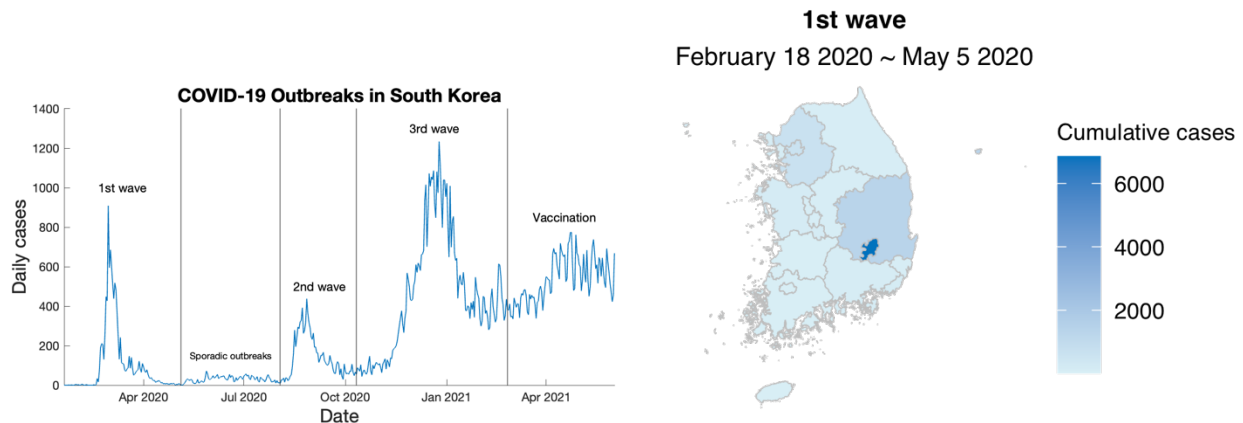 COVID-19 Outbreaks in South Korea
1400
1200
1000
800
600
400
200
0
Daily cases
1st wave
Sporadic outbreaks
2nd wave
3rd wave
Vaccination
Apr 2020
Jul 2020
Oct 2020
Jan 2021
Apr 2021
Date
1st wave
February 18 2020 ~ May 5 2020
Cumulative cases
6000
4000
2000